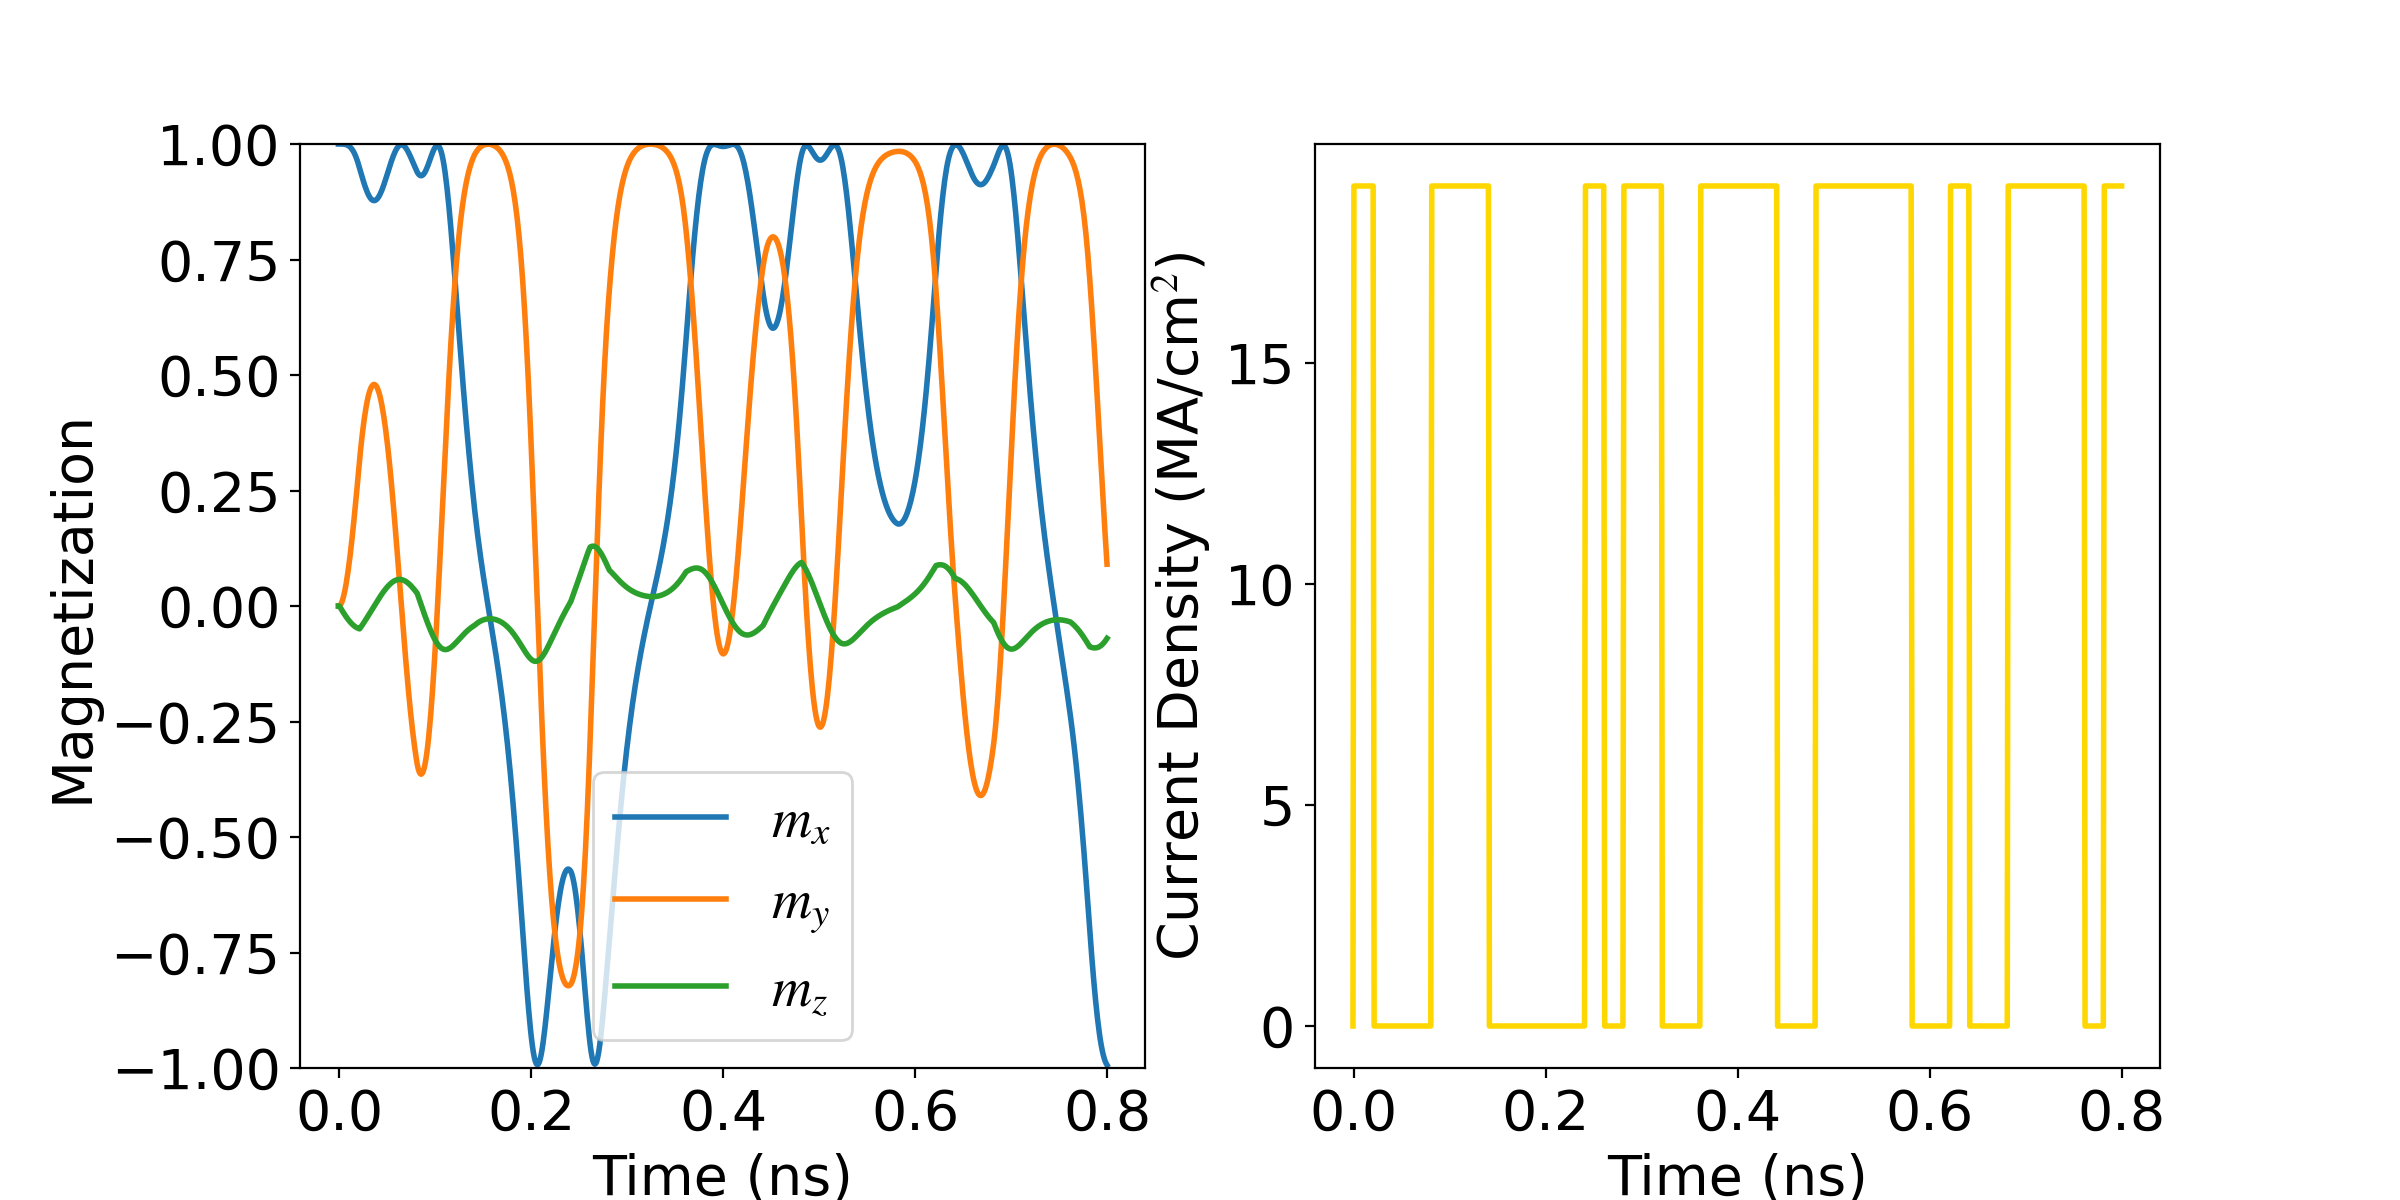 1.00
0.75
0.50
0.25
0.00
−0.25
−0.50
−0.75
−1.00
Magnetization
0.0 0.2 0.4 0.6 0.8
Time (ns)
m_x
m_y
m_z
15
10
5
0
Current Density (MA/cm²)
0.0 0.2 0.4 0.6 0.8
Time (ns)